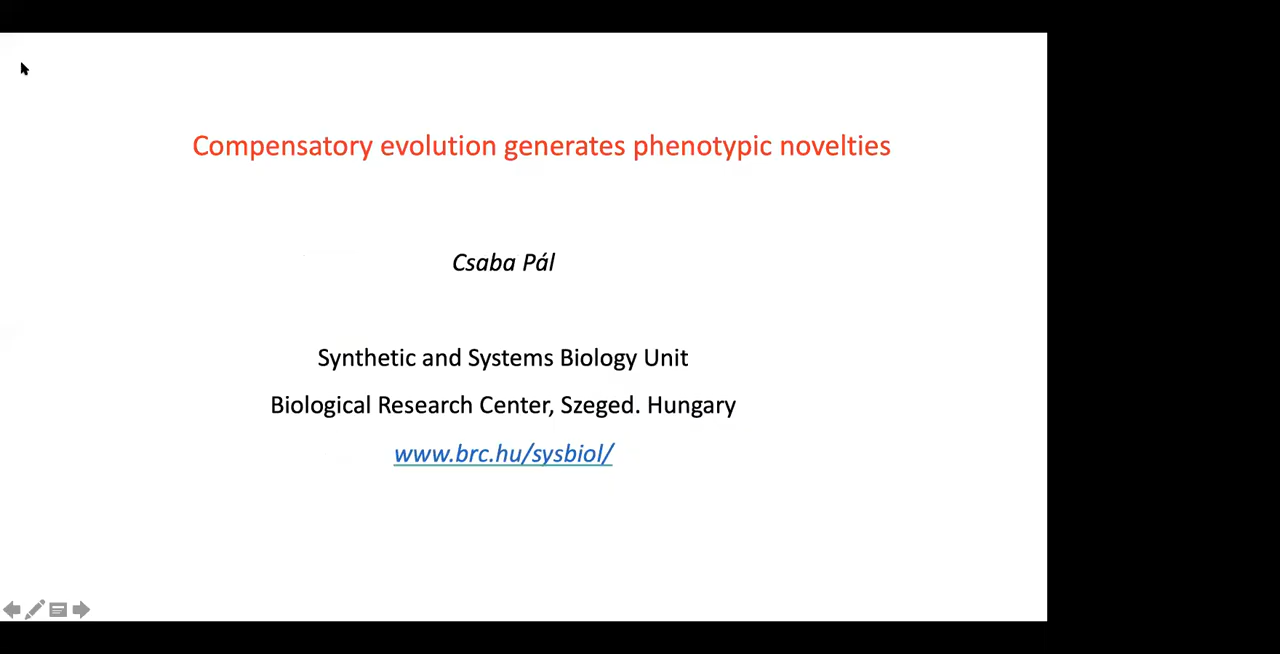 Compensatory evolution generates phenotypic novelties
Csaba Pál
Synthetic and Systems Biology Unit
Biological Research Center, Szeged. Hungary
www.brc.hu/sysbiol/